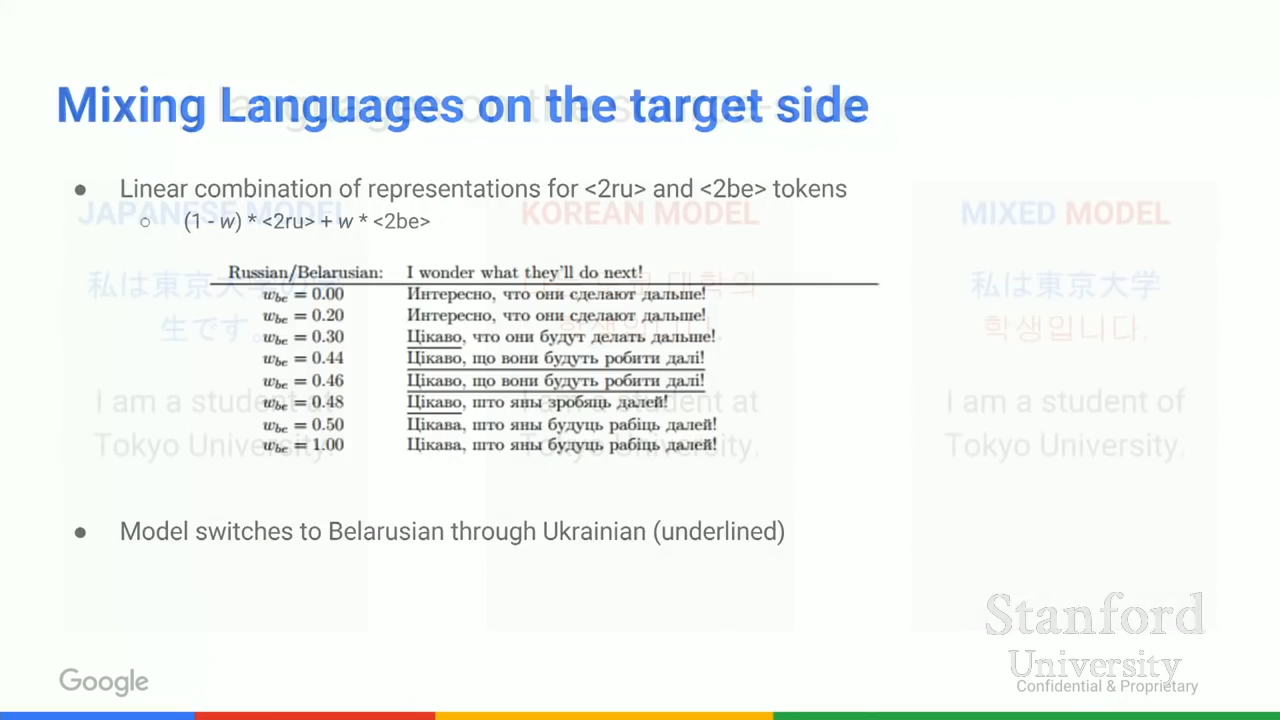 Mixing Languages on the target side
● Linear combination of representations for <2ru> and <2be> tokens
○ (1 - w) * <2ru> + w * <2be>
JAPANESE MODEL
KOREAN MODEL
MIXED MODEL
Russian/Belarusian: I wonder what they'll do next!
w_be = 0.00 Интересно, что они сделают дальше!
w_be = 0.20 Интересно, что они сделают дальше!
w_be = 0.30 Цікаво, что они будут делать дальше!
w_be = 0.44 Цікаво, що вони будуть робити далі!
w_be = 0.46 Цікаво, що вони будуть робити далі!
w_be = 0.48 Цікаво, што яны зробяць далей!
w_be = 0.50 Цікава, што яны будуць рабіць далей!
w_be = 1.00 Цікава, што яны будуць рабіць далей!
私は東京大学
生です。
私は東京大学
학생입니다.
I am a student at
Tokyo University.
I am a student at
Tokyo University.
I am a student of
Tokyo University.
● Model switches to Belarusian through Ukrainian (underlined)
Stanford
University
Google
Confidential & Proprietary